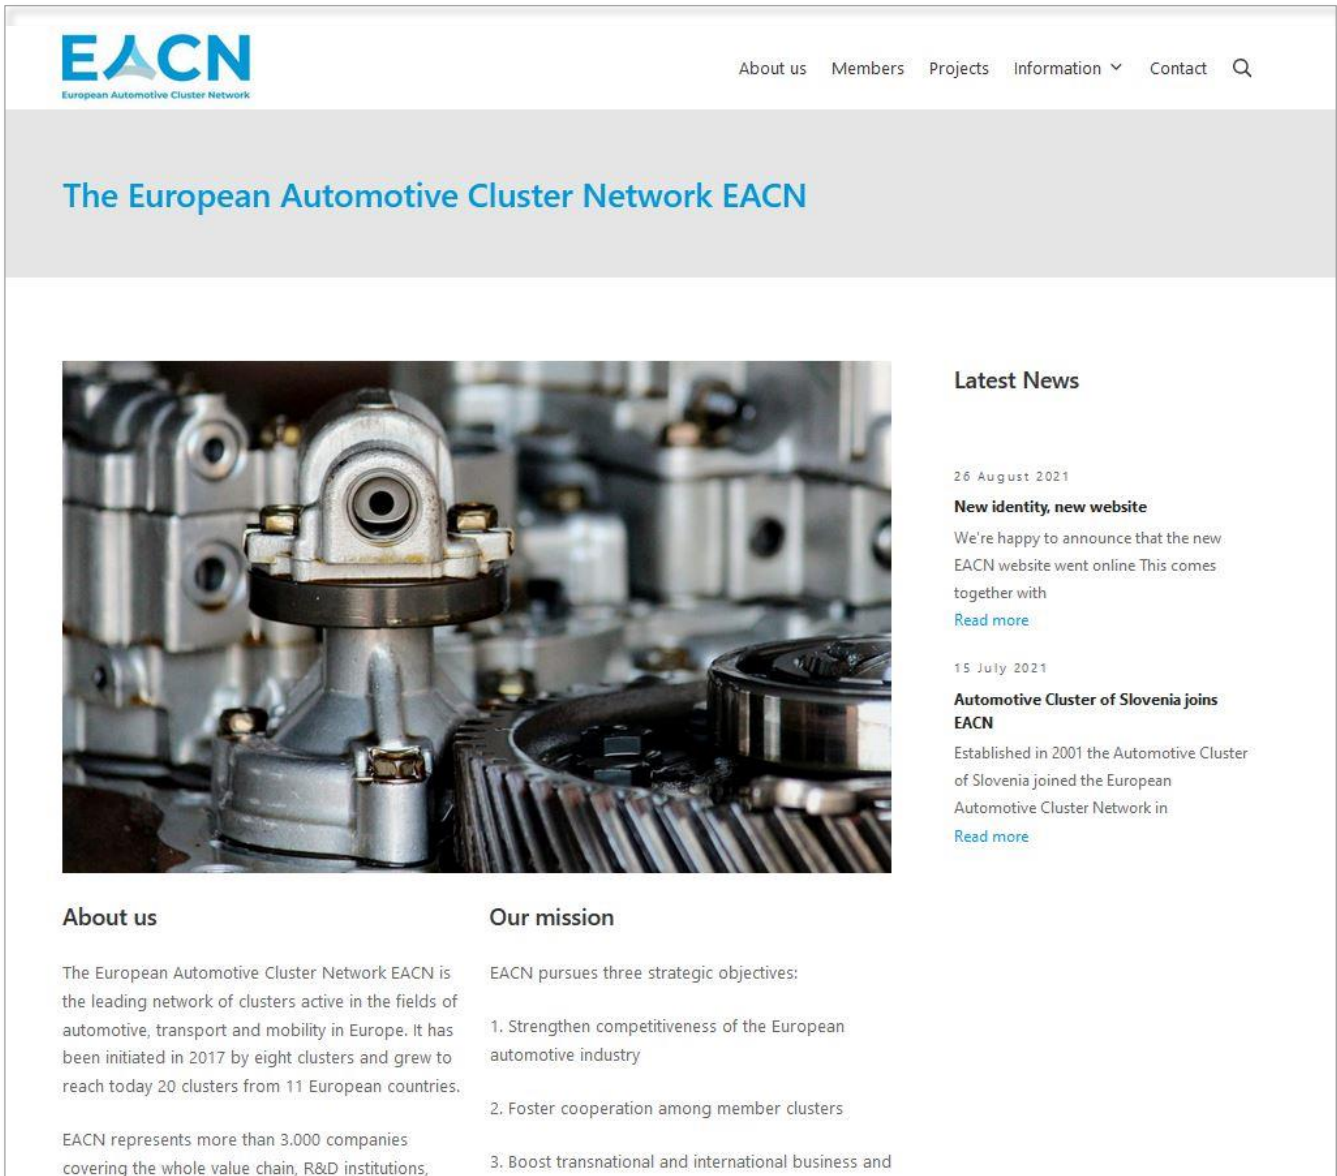 EACN
European Automotive Cluster Network
About us Members Projects Information Contact
The European Automotive Cluster Network EACN
Latest News
26 August 2021
New identity, new website
We're happy to announce that the new
EACN website went online This comes
together with
Read more
15 July 2021
Automotive Cluster of Slovenia joins
EACN
Established in 2001 the Automotive Cluster
of Slovenia joined the European
Automotive Cluster Network in
Read more
About us
The European Automotive Cluster Network EACN is
the leading network of clusters active in the fields of
automotive, transport and mobility in Europe. It has
been initiated in 2017 by eight clusters and grew to
reach today 20 clusters from 11 European countries.
EACN represents more than 3.000 companies
covering the whole value chain, R&D institutions,
Our mission
EACN pursues three strategic objectives:
1. Strengthen competitiveness of the European
automotive industry
2. Foster cooperation among member clusters
3. Boost transnational and international business and